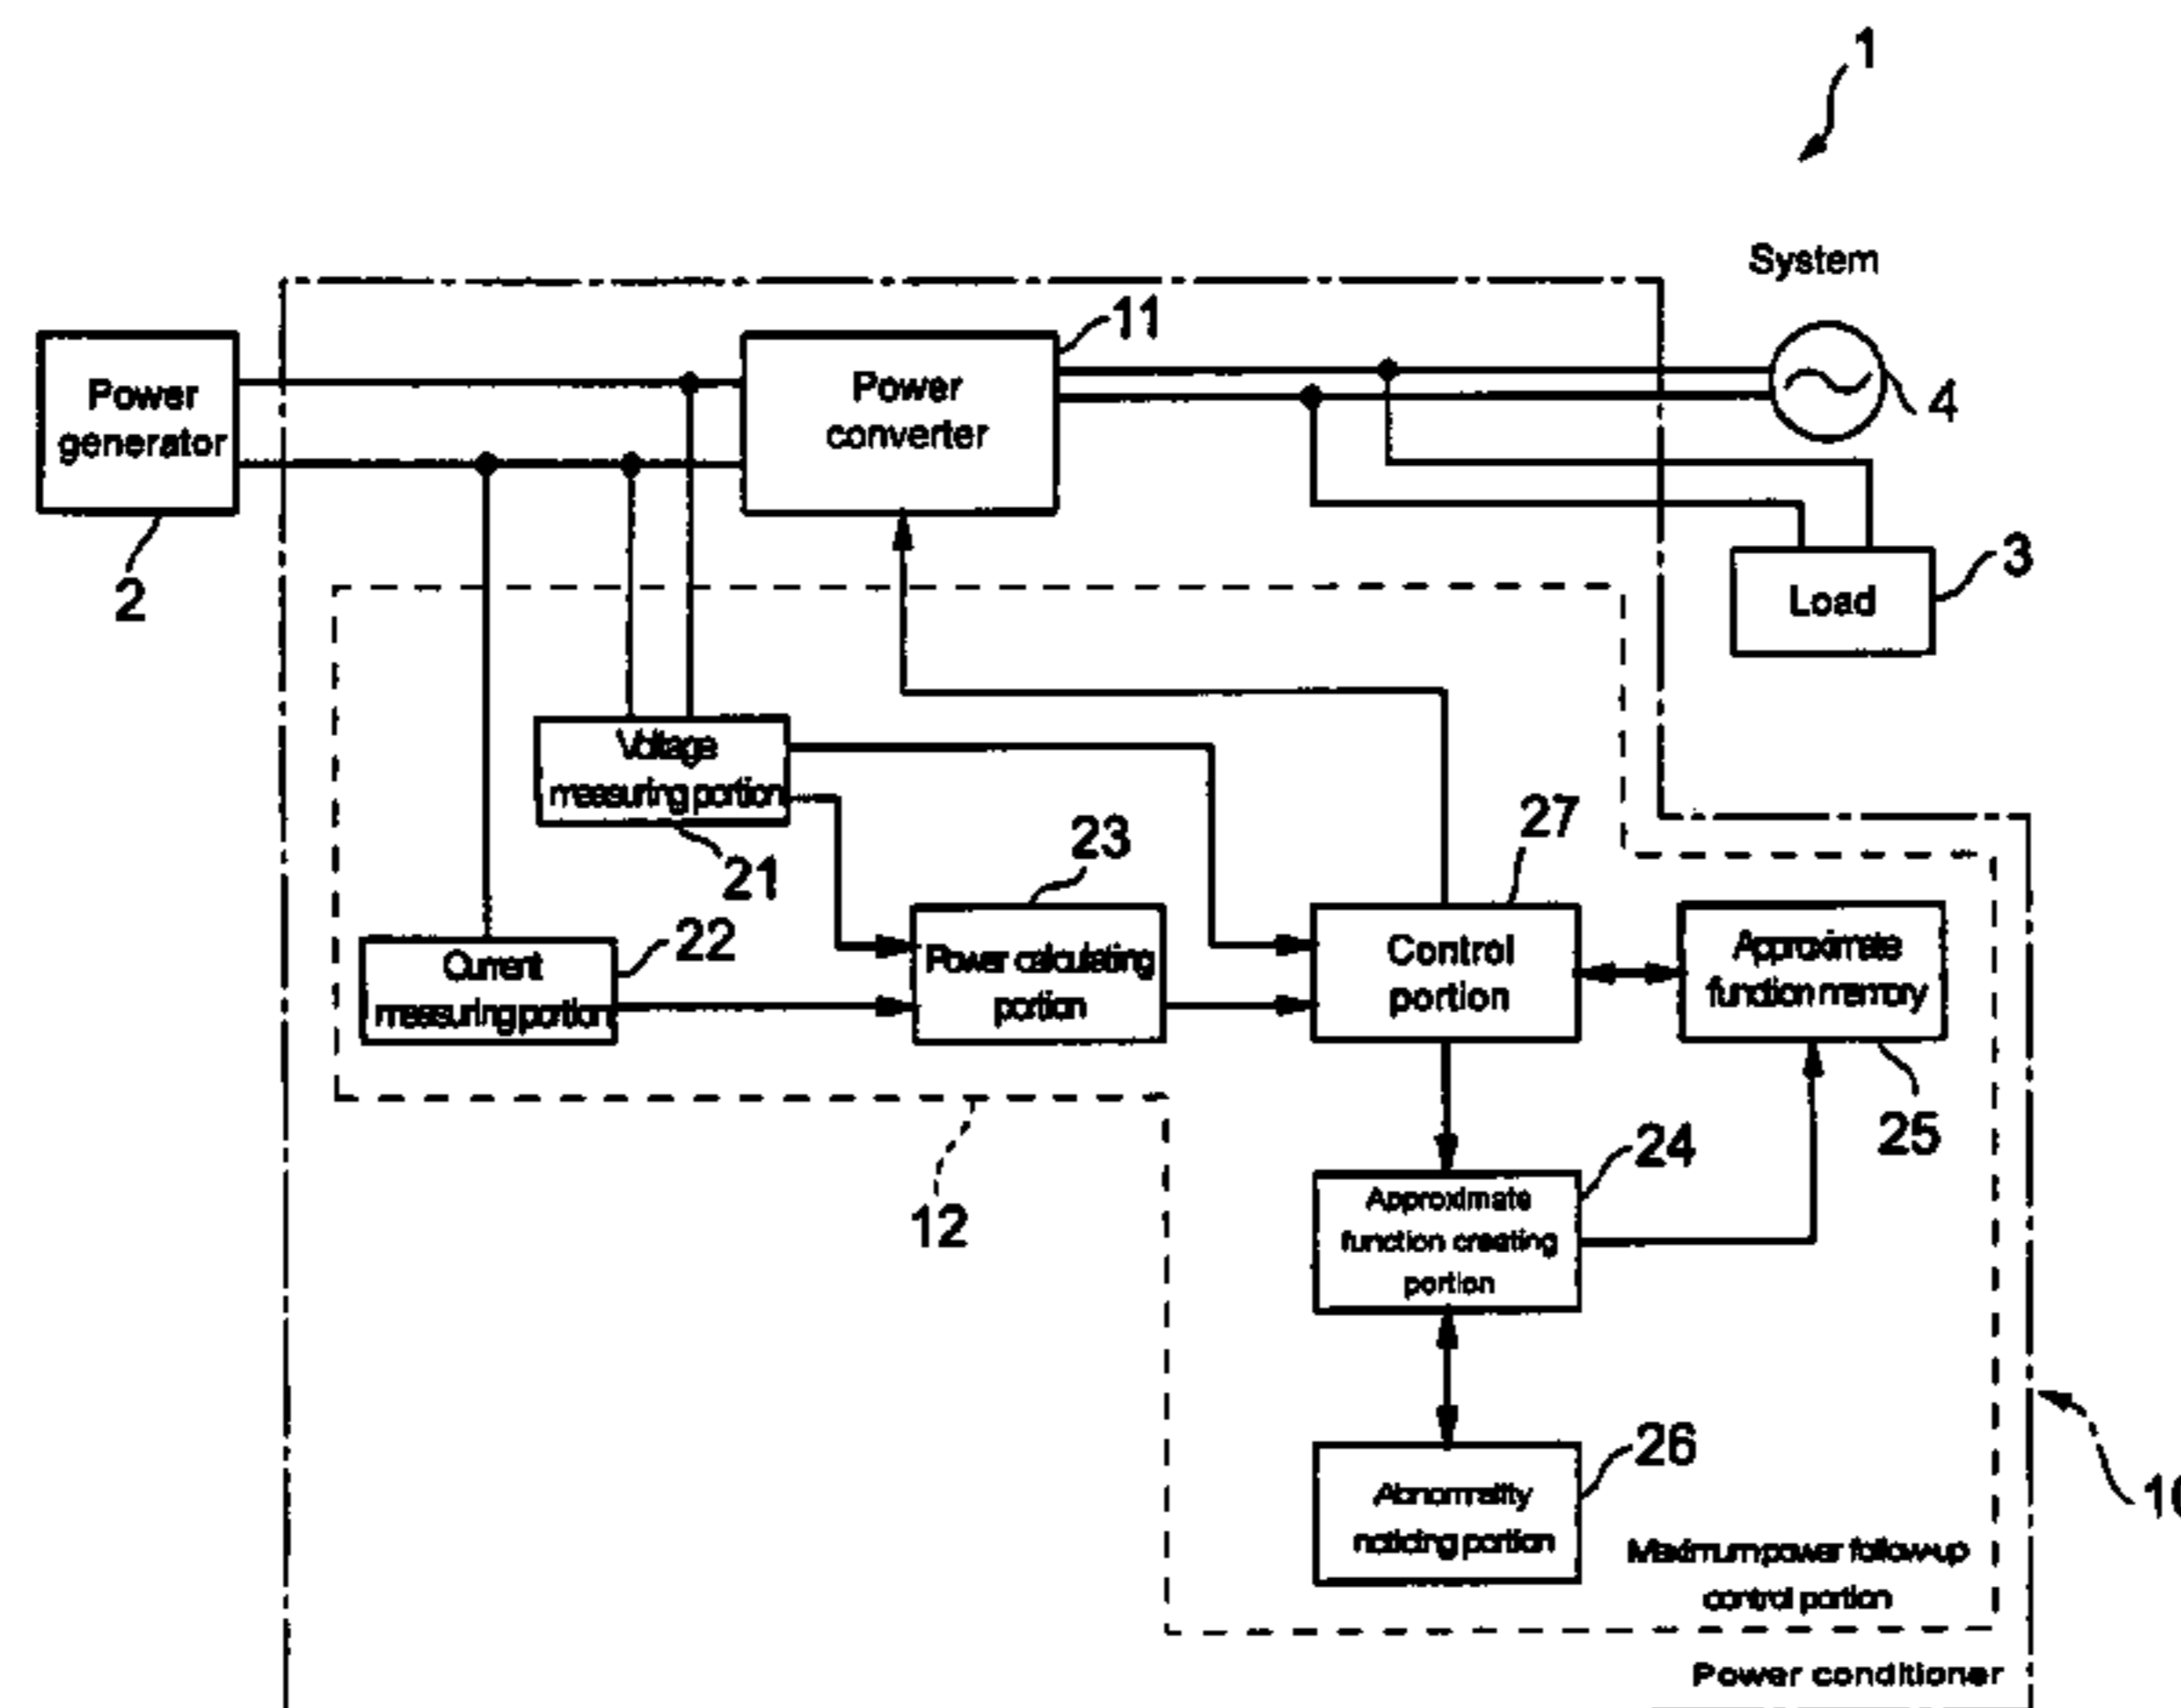 1
System
11
Power
converter
Power
generator
4
2
3
Load
Voltage
measuring portion
21
23
27
22
Current
measuring portion
Power calculating
portion
Control
portion
Approximate
function memory
25
12
24
Approximate
function creating
portion
26
Abnormality
noticing portion
Maximum power follow-up
control portion
Power conditioner